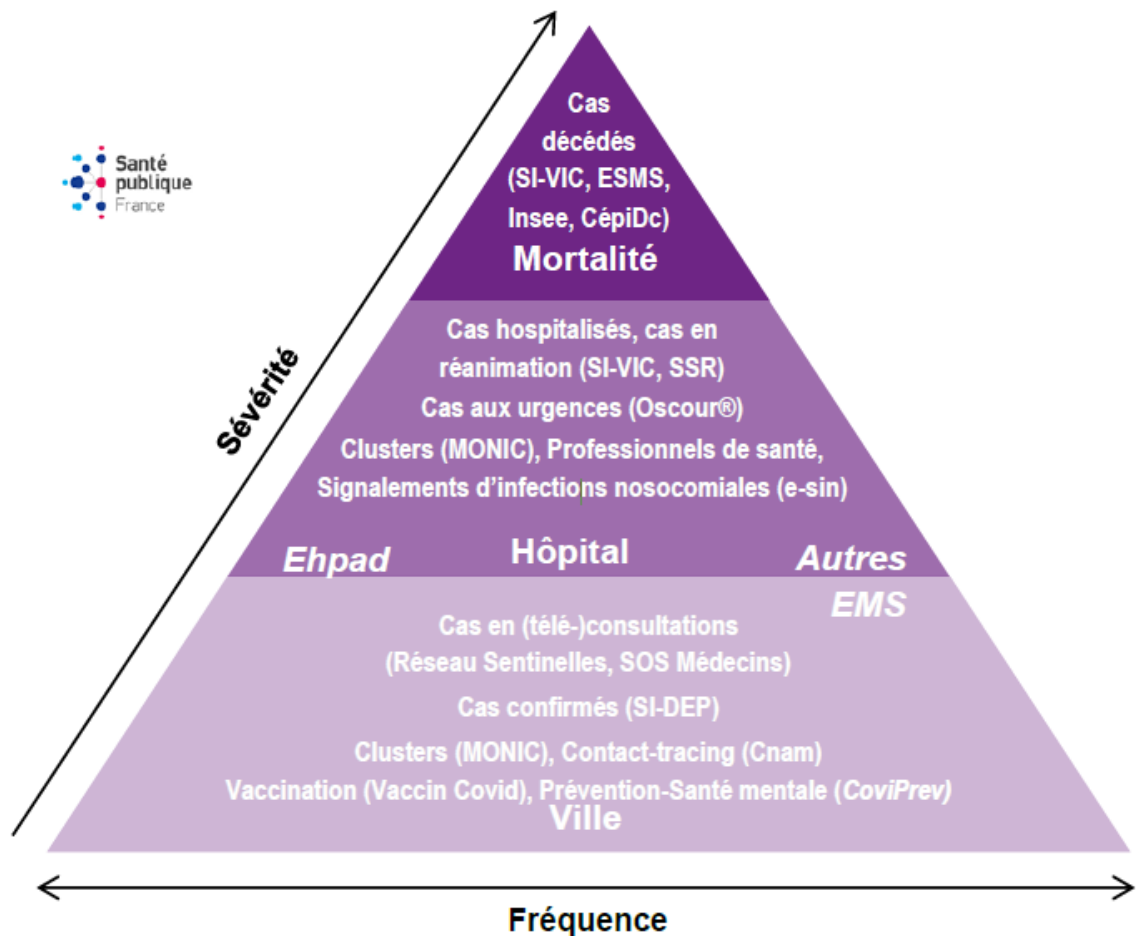 Santé
publique
France
Cas
décédés
(SI-VIC, ESMS,
Insee, CépiDc)
Mortalité
Sévérité
Cas hospitalisés, cas en
réanimation (SI-VIC, SSR)
Cas aux urgences (Oscour®)
Clusters (MONIC), Professionnels de santé,
Signalements d'infections nosocomiales (e-sin)
Ehpad
Hôpital
Autres
EMS
Cas en (télé-)consultations
(Réseau Sentinelles, SOS Médecins)
Cas confirmés (SI-DEP)
Clusters (MONIC), Contact-tracing (Cnam)
Vaccination (Vaccin Covid), Prévention-Santé mentale (CoviPrev)
Ville
Fréquence